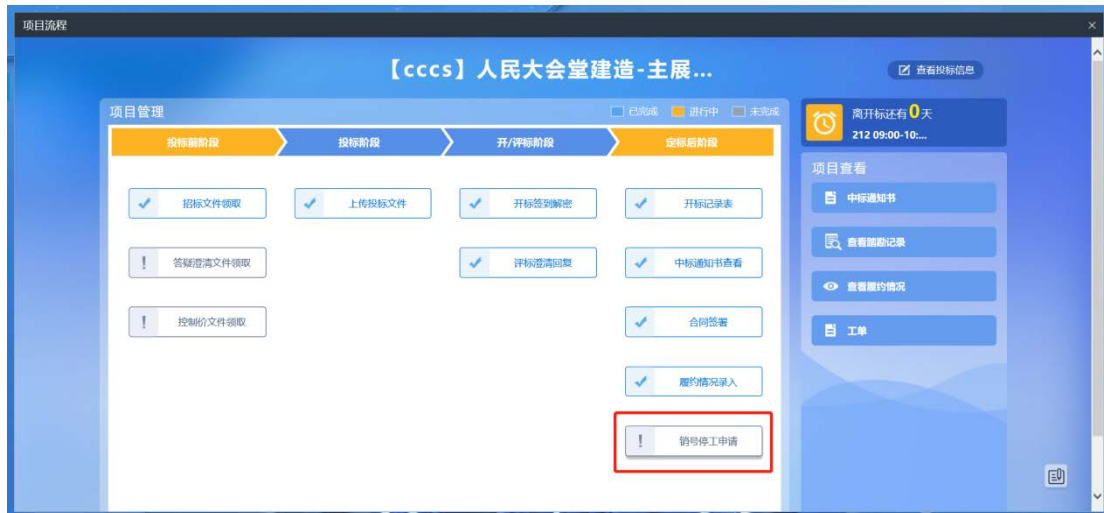 项目流程
×
【cccs】人民大会堂建造-主展...
查看投标信息
项目管理
已完成 进行中 未完成
投标前阶段 投标阶段 开/评标阶段 定标后阶段
招标文件领取 上传投标文件 开标签到解密 开标记录表
! 答疑澄清文件领取 评标澄清回复 中标通知书查看
! 控制价文件领取 合同签署
履约情况录入
! 销号停工申请
离开标还有0天
212 09:00-10:...
项目查看
中标通知书
查看踏勘记录
查看履约情况
工单